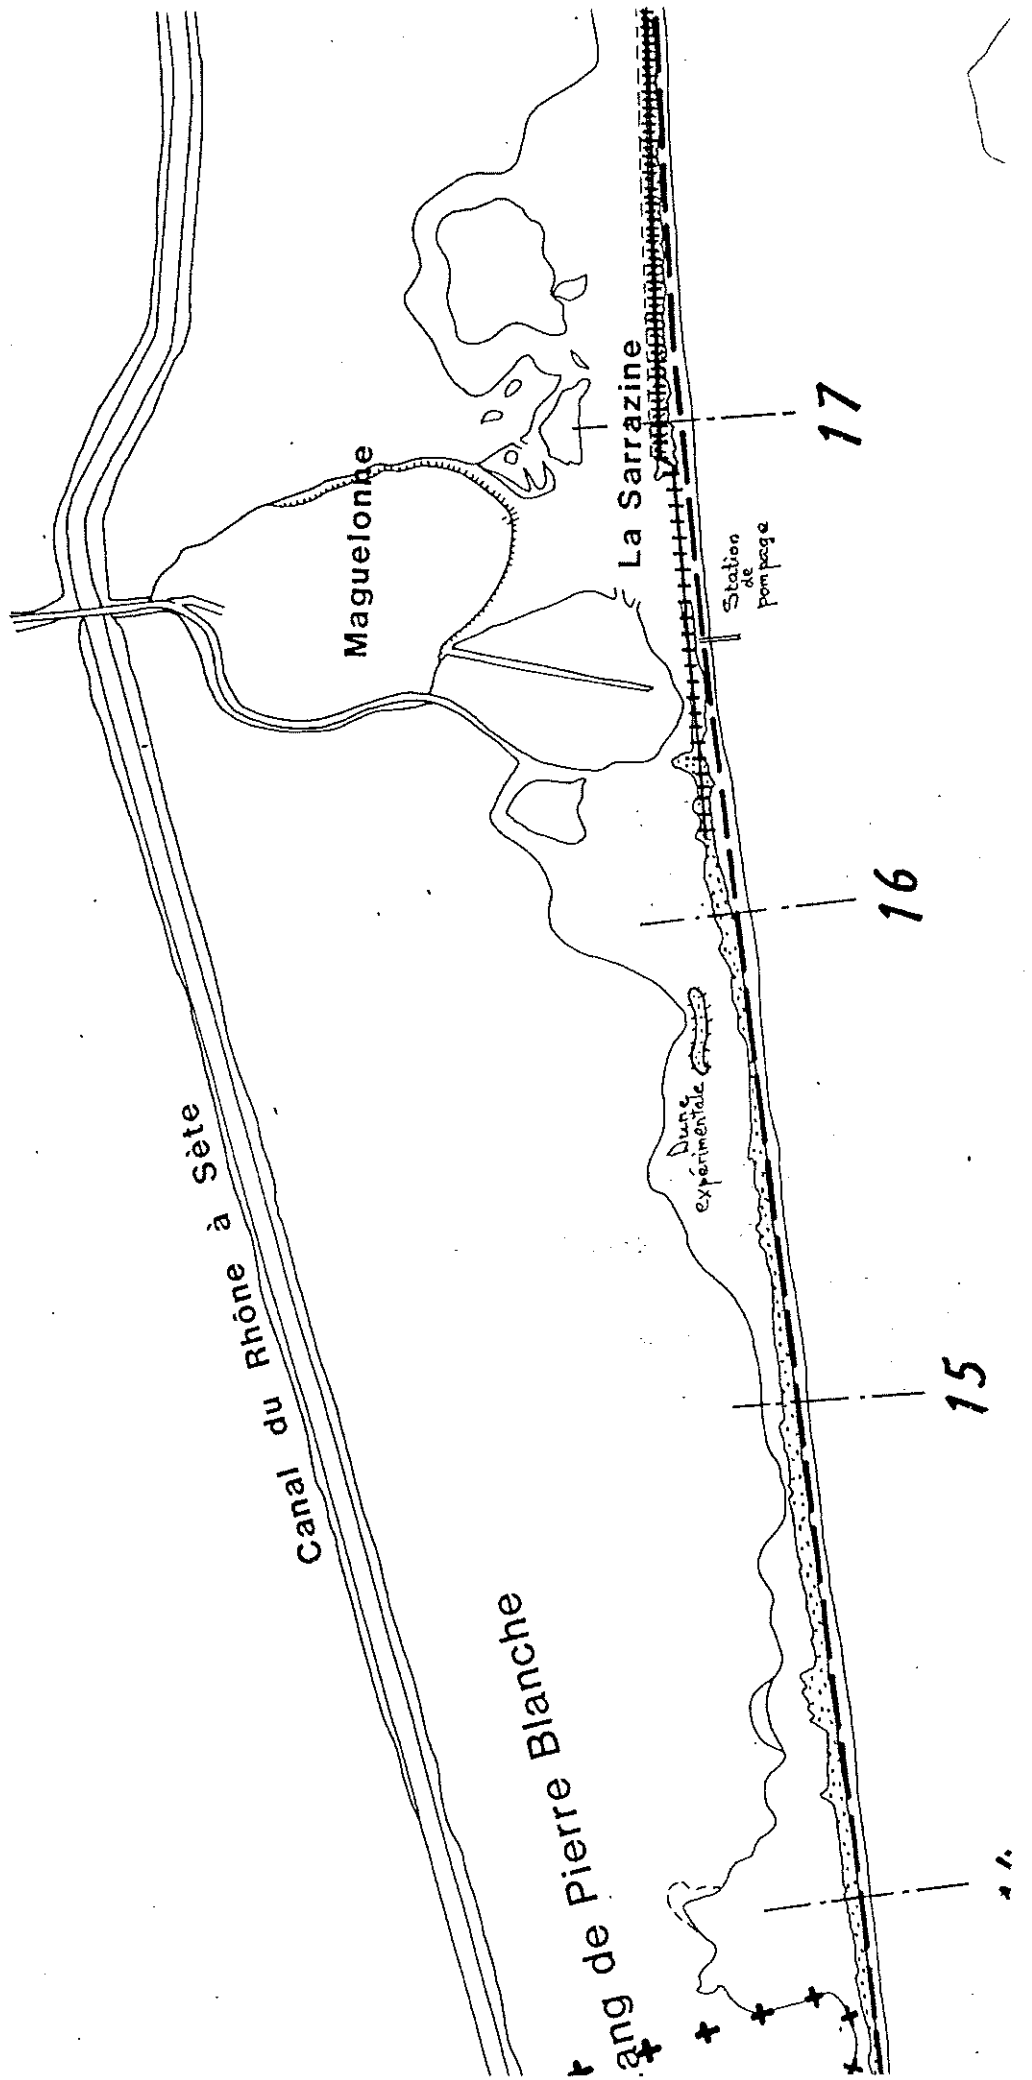 Canal du Rhône à Sète
ang de Pierre Blanche
Maguelonne
La Sarrazine
Station
de
pompage
Dune
expérimentale
15
16
17